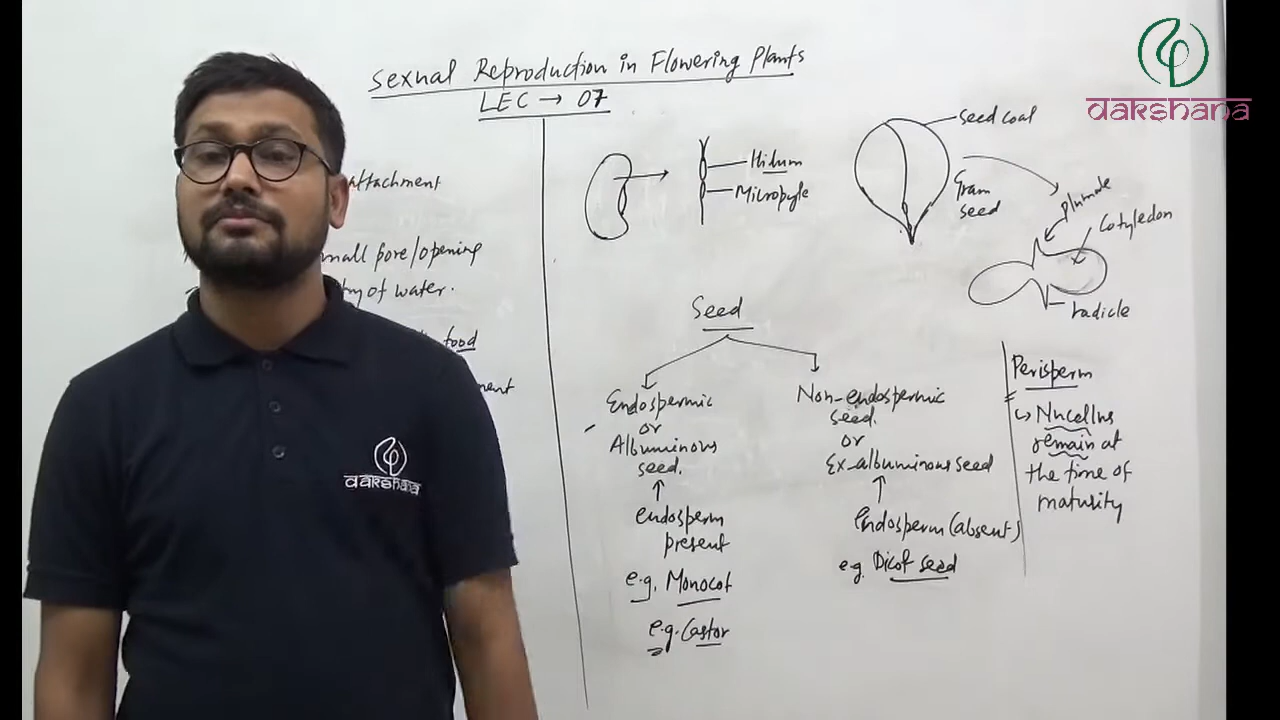 Sexual Reproduction in Flowering Plants
LEC → 07
attachment
small pore/opening
of water.
food
Hilum
Micropyle
seed coat
Gram
seed
plumule
Cotyledon
radicle
Seed
Endospermic
or
Albuminous
seed.
↑
endosperm
present
e.g. Monocot
e.g. Castor
Non-endospermic
seed.
or
Ex-albuminous seed
↑
Endosperm (absent)
e.g. Dicot seed
Perisperm
↳ Nucellus
remain at
the time of
maturity
dakshana
dakshana